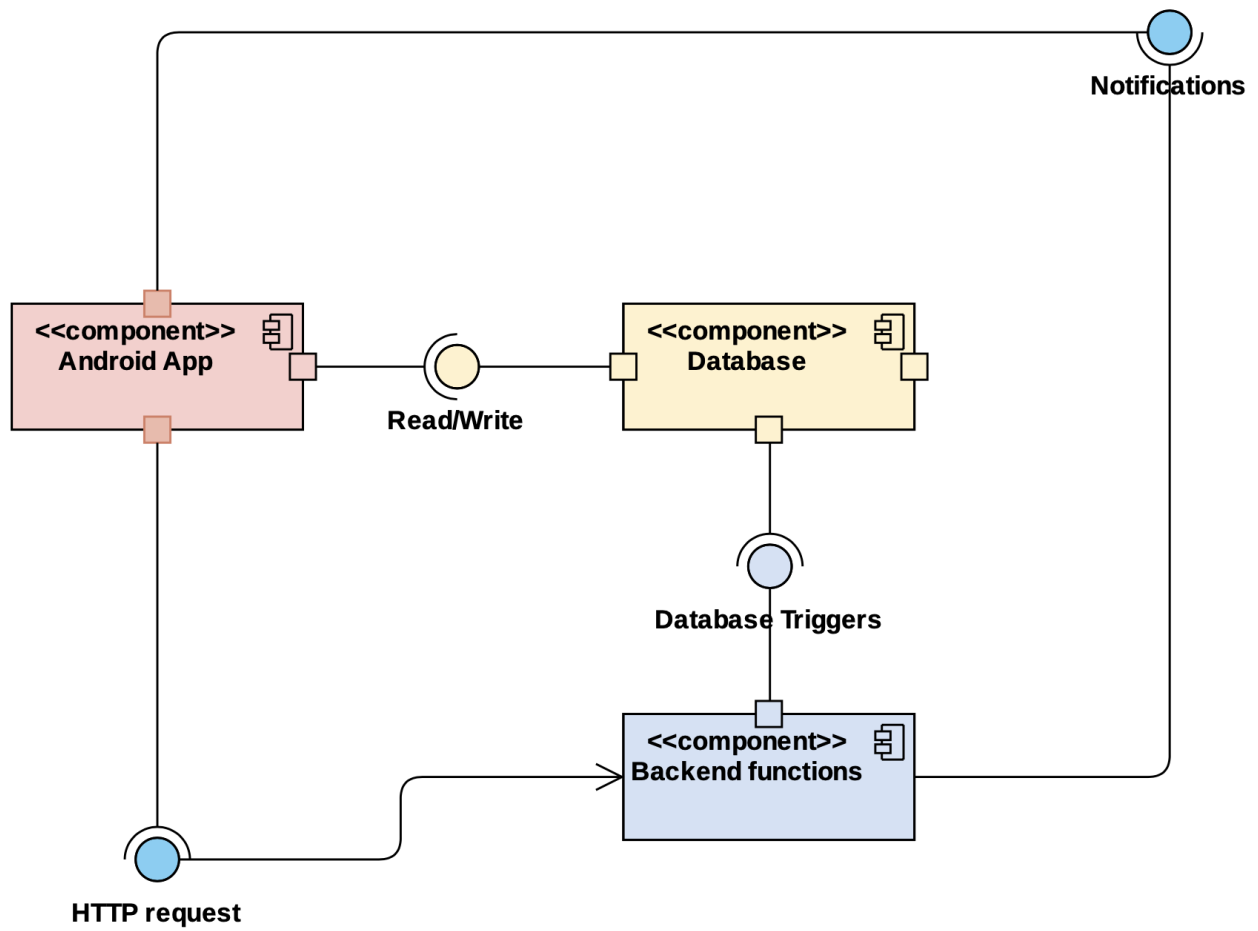 Notifications
<<component>>
Android App
<<component>>
Database
Read/Write
Database Triggers
<<component>>
Backend functions
HTTP request